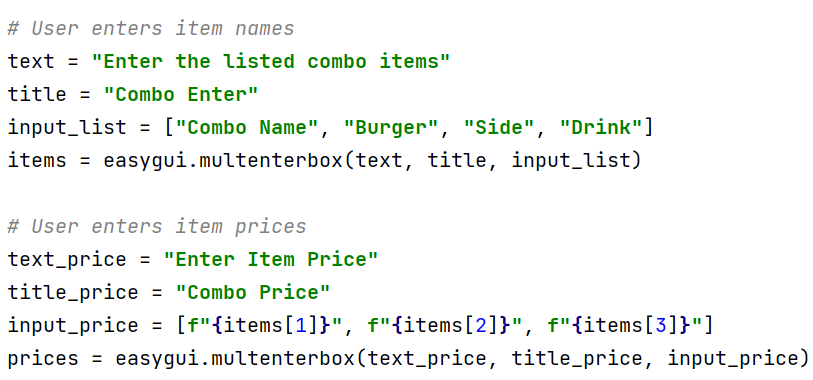 # User enters item names
text = "Enter the listed combo items"
title = "Combo Enter"
input_list = ["Combo Name", "Burger", "Side", "Drink"]
items = easygui.multenterbox(text, title, input_list)

# User enters item prices
text_price = "Enter Item Price"
title_price = "Combo Price"
input_price = [f"{items[1]}", f"{items[2]}", f"{items[3]}"]
prices = easygui.multenterbox(text_price, title_price, input_price)